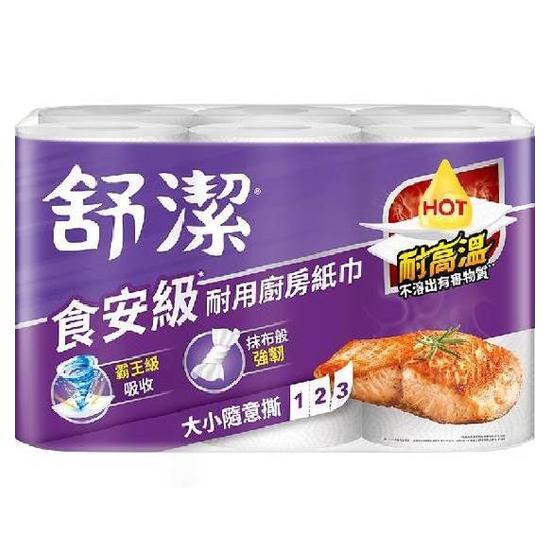 舒潔®
食安級*
耐用廚房紙巾
HOT
耐高溫
不溶出有害物質**
霸王級
吸收
抹布般
強韌
大小隨意撕
1 2 3